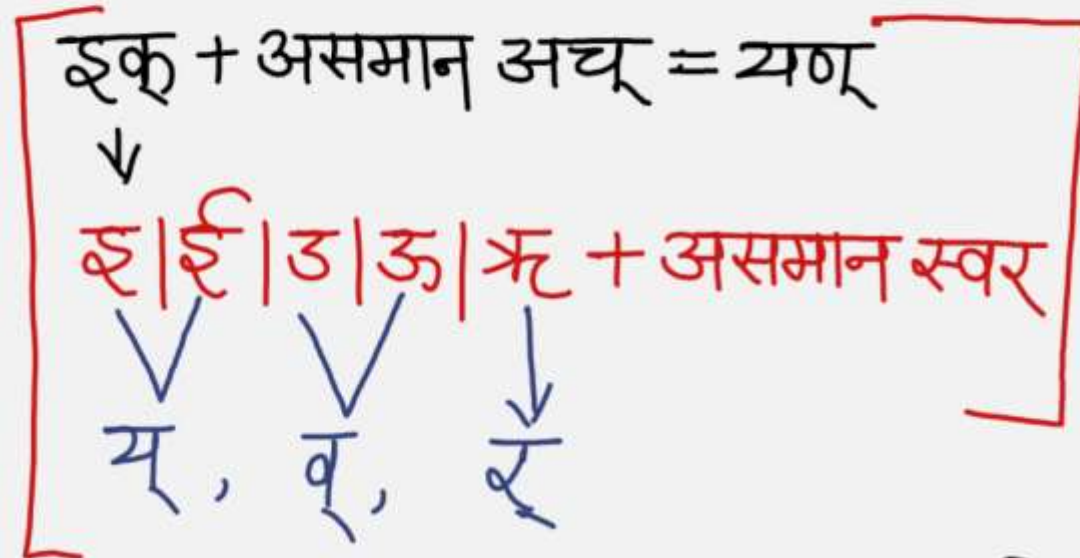 इक् + असमान अच् = यण्
↓
इ|ई|उ|ऊ|ऋ + असमान स्वर
य्, व्, र्